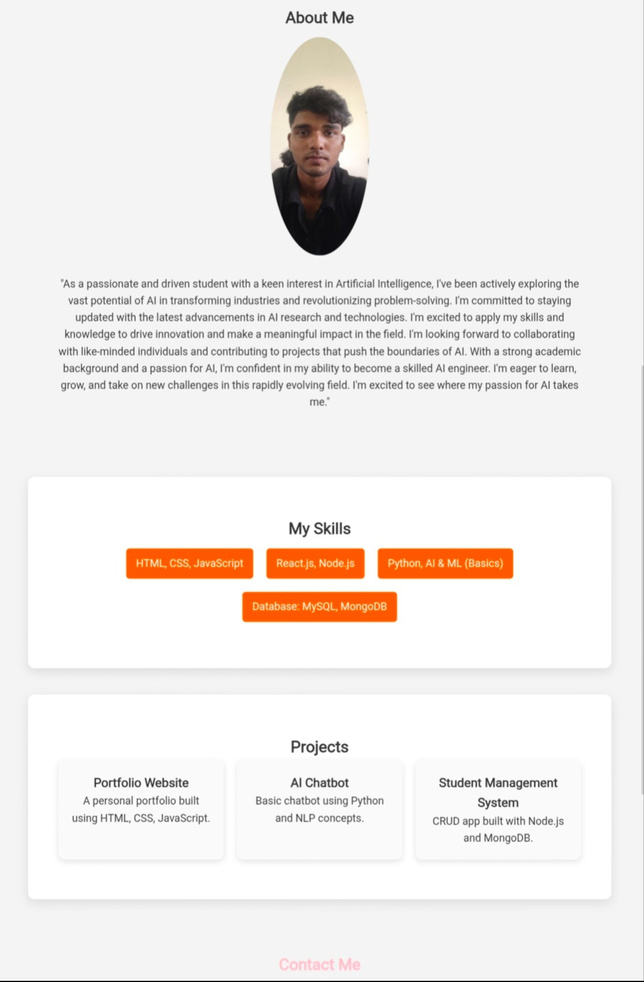 About Me
"As a passionate and driven student with a keen interest in Artificial Intelligence, I've been actively exploring the
vast potential of AI in transforming industries and revolutionizing problem-solving. I'm committed to staying
updated with the latest advancements in AI research and technologies. I'm excited to apply my skills and
knowledge to drive innovation and make a meaningful impact in the field. I'm looking forward to collaborating
with like-minded individuals and contributing to projects that push the boundaries of AI. With a strong academic
background and a passion for AI, I'm confident in my ability to become a skilled AI engineer. I'm eager to learn,
grow, and take on new challenges in this rapidly evolving field. I'm excited to see where my passion for AI takes
me."
My Skills
HTML, CSS, JavaScript
React.js, Node.js
Python, AI & ML (Basics)
Database: MySQL, MongoDB
Projects
Portfolio Website
A personal portfolio built
using HTML, CSS, JavaScript.
AI Chatbot
Basic chatbot using Python
and NLP concepts.
Student Management
System
CRUD app built with Node.js
and MongoDB.
Contact Me